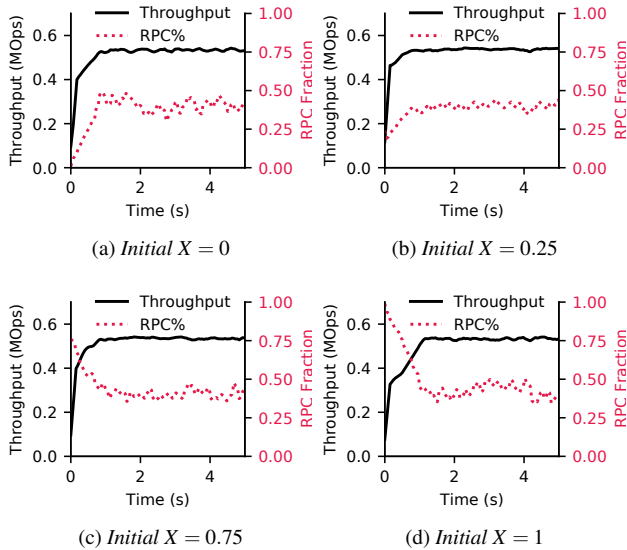 Throughput
RPC%
Throughput (MOps)
0.6
0.4
0.2
0.0
1.00
0.75
0.50
0.25
0.00
RPC Fraction
0 2 4
Time (s)
(a) Initial X = 0
Throughput
RPC%
Throughput (MOps)
0.6
0.4
0.2
0.0
1.00
0.75
0.50
0.25
0.00
RPC Fraction
0 2 4
Time (s)
(b) Initial X = 0.25
Throughput
RPC%
Throughput (MOps)
0.6
0.4
0.2
0.0
1.00
0.75
0.50
0.25
0.00
RPC Fraction
0 2 4
Time (s)
(c) Initial X = 0.75
Throughput
RPC%
Throughput (MOps)
0.6
0.4
0.2
0.0
1.00
0.75
0.50
0.25
0.00
RPC Fraction
0 2 4
Time (s)
(d) Initial X = 1